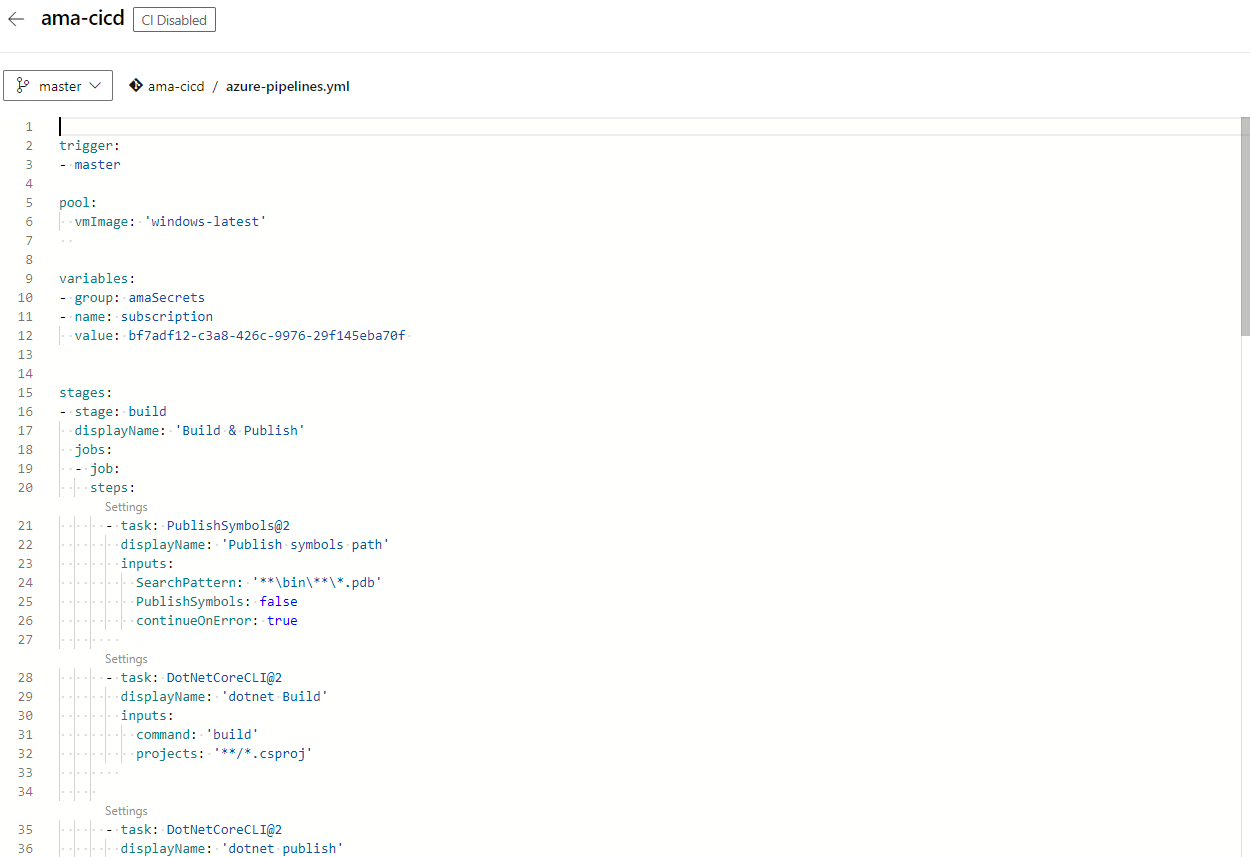 ama-cicd CI Disabled
master ama-cicd / azure-pipelines.yml
1
2 trigger:
3 - master
4
5 pool:
6   vmImage: 'windows-latest'
7
8
9 variables:
10 - group: amaSecrets
11 - name: subscription
12   value: bf7adf12-c3a8-426c-9976-29f145eba70f
13
14
15 stages:
16 - stage: build
17   displayName: 'Build & Publish'
18   jobs:
19   - job:
20     steps:
Settings
21       - task: PublishSymbols@2
22         displayName: 'Publish symbols path'
23         inputs:
24           SearchPattern: '**\bin\**\*.pdb'
25           PublishSymbols: false
26           continueOnError: true
27
Settings
28       - task: DotNetCoreCLI@2
29         displayName: 'dotnet Build'
30         inputs:
31           command: 'build'
32           projects: '**/*.csproj'
33
34
Settings
35       - task: DotNetCoreCLI@2
36         displayName: 'dotnet publish'